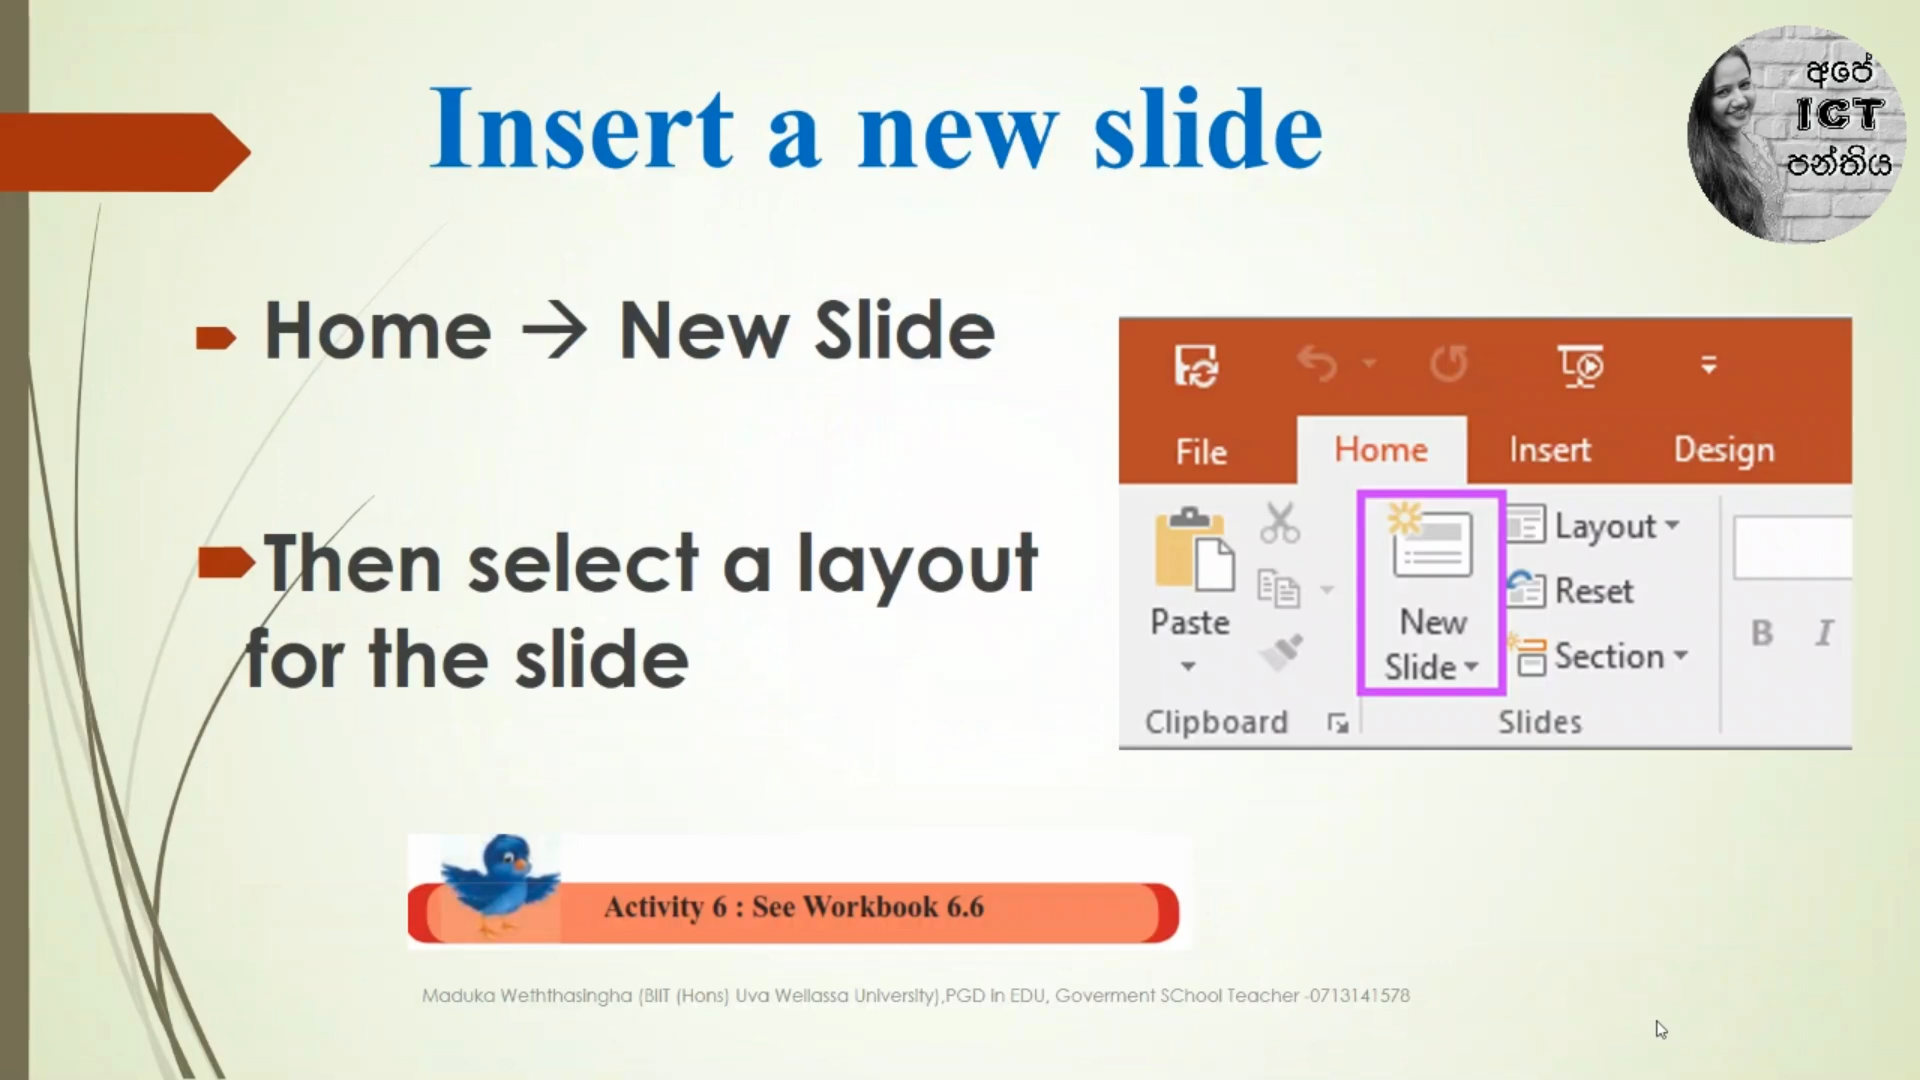 Insert a new slide
අපේ
ICT
පන්තිය
Home → New Slide
Then select a layout
for the slide
File Home Insert Design
Paste
New
Slide
Layout
Reset
Section
B I
Clipboard
Slides
Activity 6 : See Workbook 6.6
Maduka Weththasingha (BIIT (Hons) Uva Wellassa University),PGD in EDU, Goverment SChool Teacher -0713141578